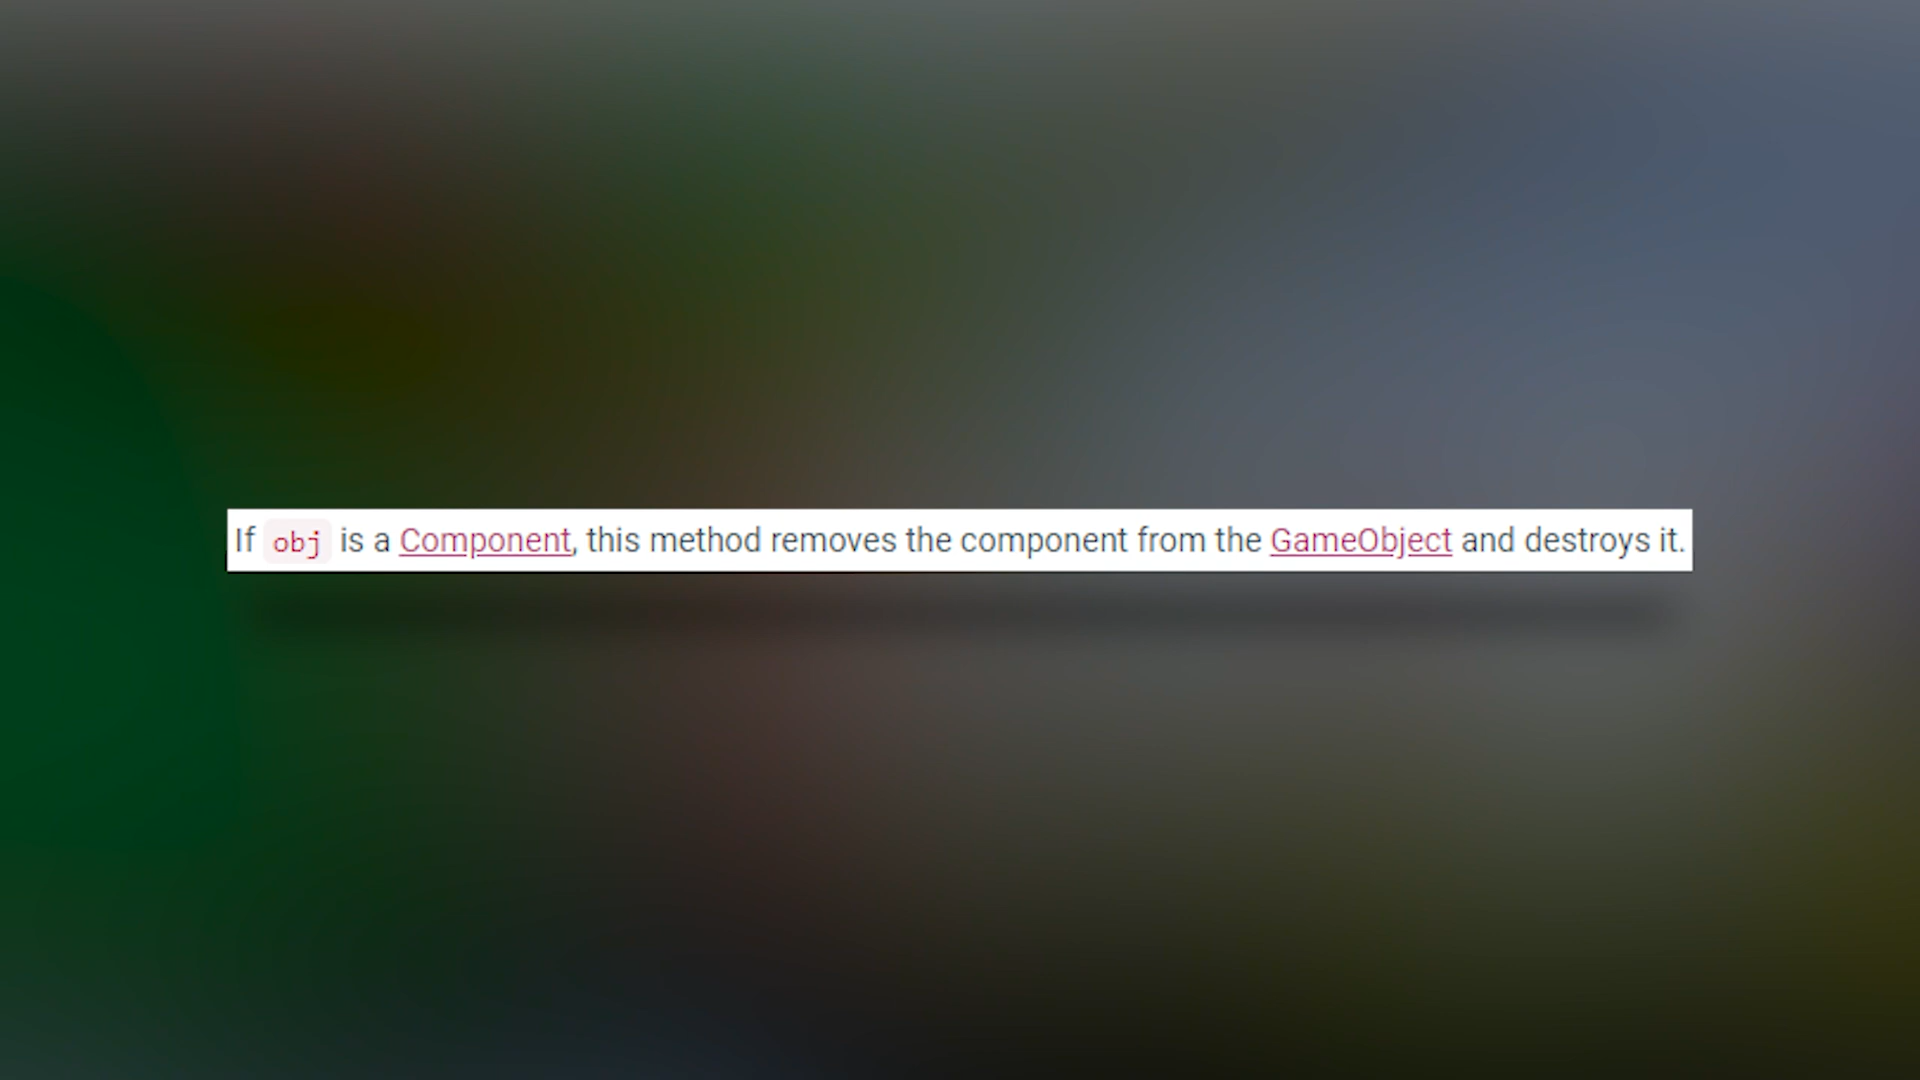 If obj is a Component, this method removes the component from the GameObject and destroys it.